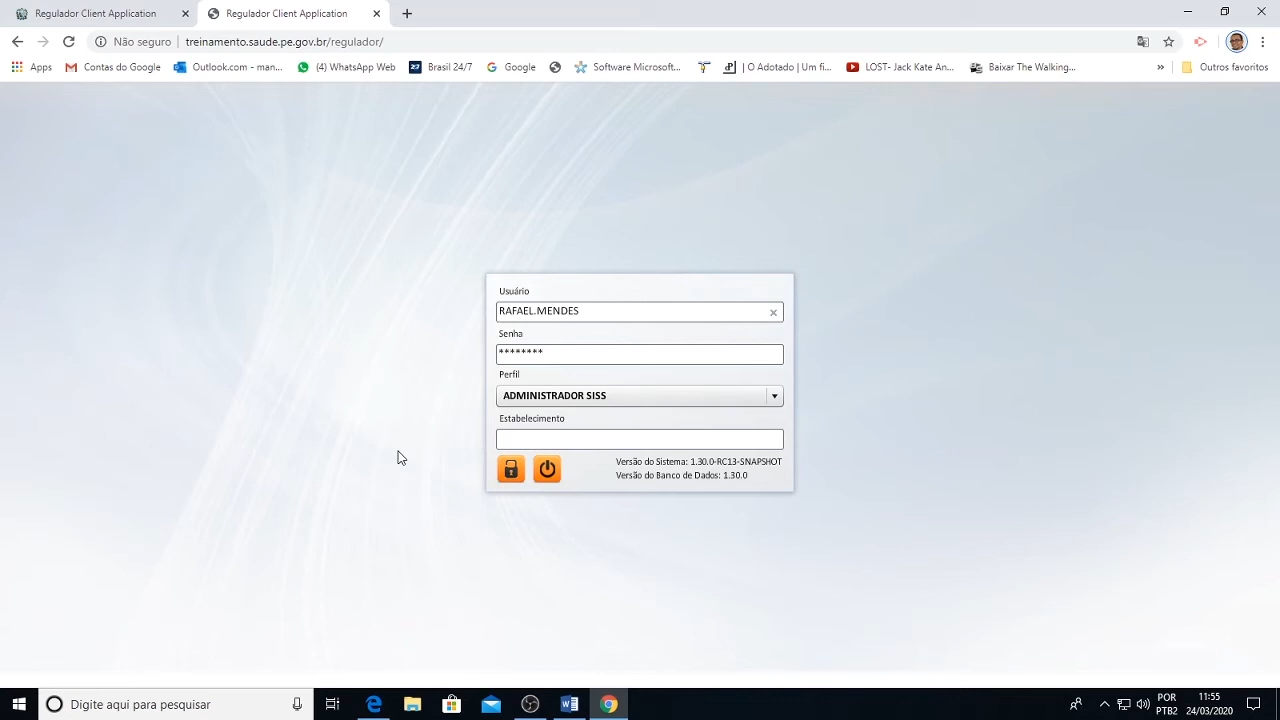 Regulador Client Application
Regulador Client Application
Não seguro
treinamento.saude.pe.gov.br/regulador/
Apps
Contas do Google
Outlook.com - man...
(4) WhatsApp Web
Brasil 24/7
Google
Software Microsoft...
| O Adotado | Um fi...
LOST- Jack Kate An...
Baixar The Walking...
»
Outros favoritos
Usuário
RAFAEL.MENDES
Senha
********
Perfil
ADMINISTRADOR SISS
Estabelecimento
Versão do Sistema: 1.30.0-RC13-SNAPSHOT
Versão do Banco de Dados: 1.30.0
Digite aqui para pesquisar
POR
PTB2
11:55
24/03/2020